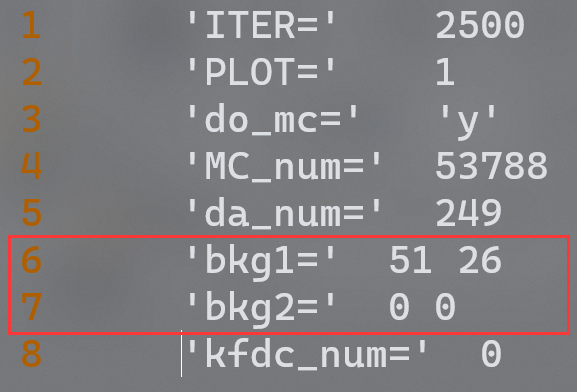 1 'ITER=' 2500
2 'PLOT=' 1
3 'do_mc=' 'y'
4 'MC_num=' 53788
5 'da_num=' 249
6 'bkg1=' 51 26
7 'bkg2=' 0 0
8 'kfdc_num=' 0